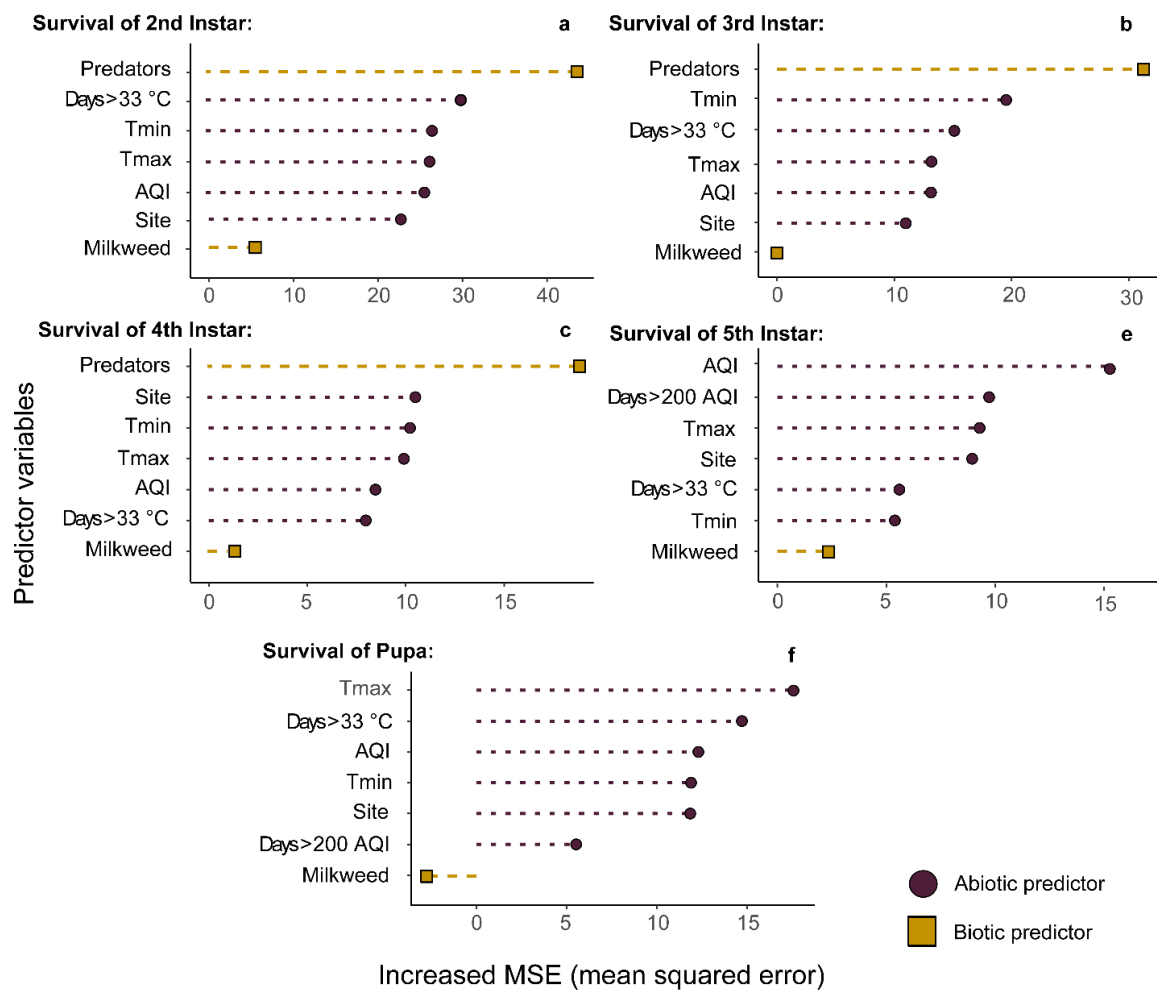 Survival of 2nd Instar: a
Predators
Days>33 °C
Tmin
Tmax
AQI
Site
Milkweed
0 10 20 30 40
Survival of 3rd Instar: b
Predators
Tmin
Days>33 °C
Tmax
AQI
Site
Milkweed
0 10 20 30
Survival of 4th Instar: c
Predators
Site
Tmin
Tmax
AQI
Days>33 °C
Milkweed
0 5 10 15
Survival of 5th Instar: e
AQI
Days>200 AQI
Tmax
Site
Days>33 °C
Tmin
Milkweed
0 5 10 15
Survival of Pupa: f
Tmax
Days>33 °C
AQI
Tmin
Site
Days>200 AQI
Milkweed
0 5 10 15
Predictor variables
Increased MSE (mean squared error)
Abiotic predictor
Biotic predictor